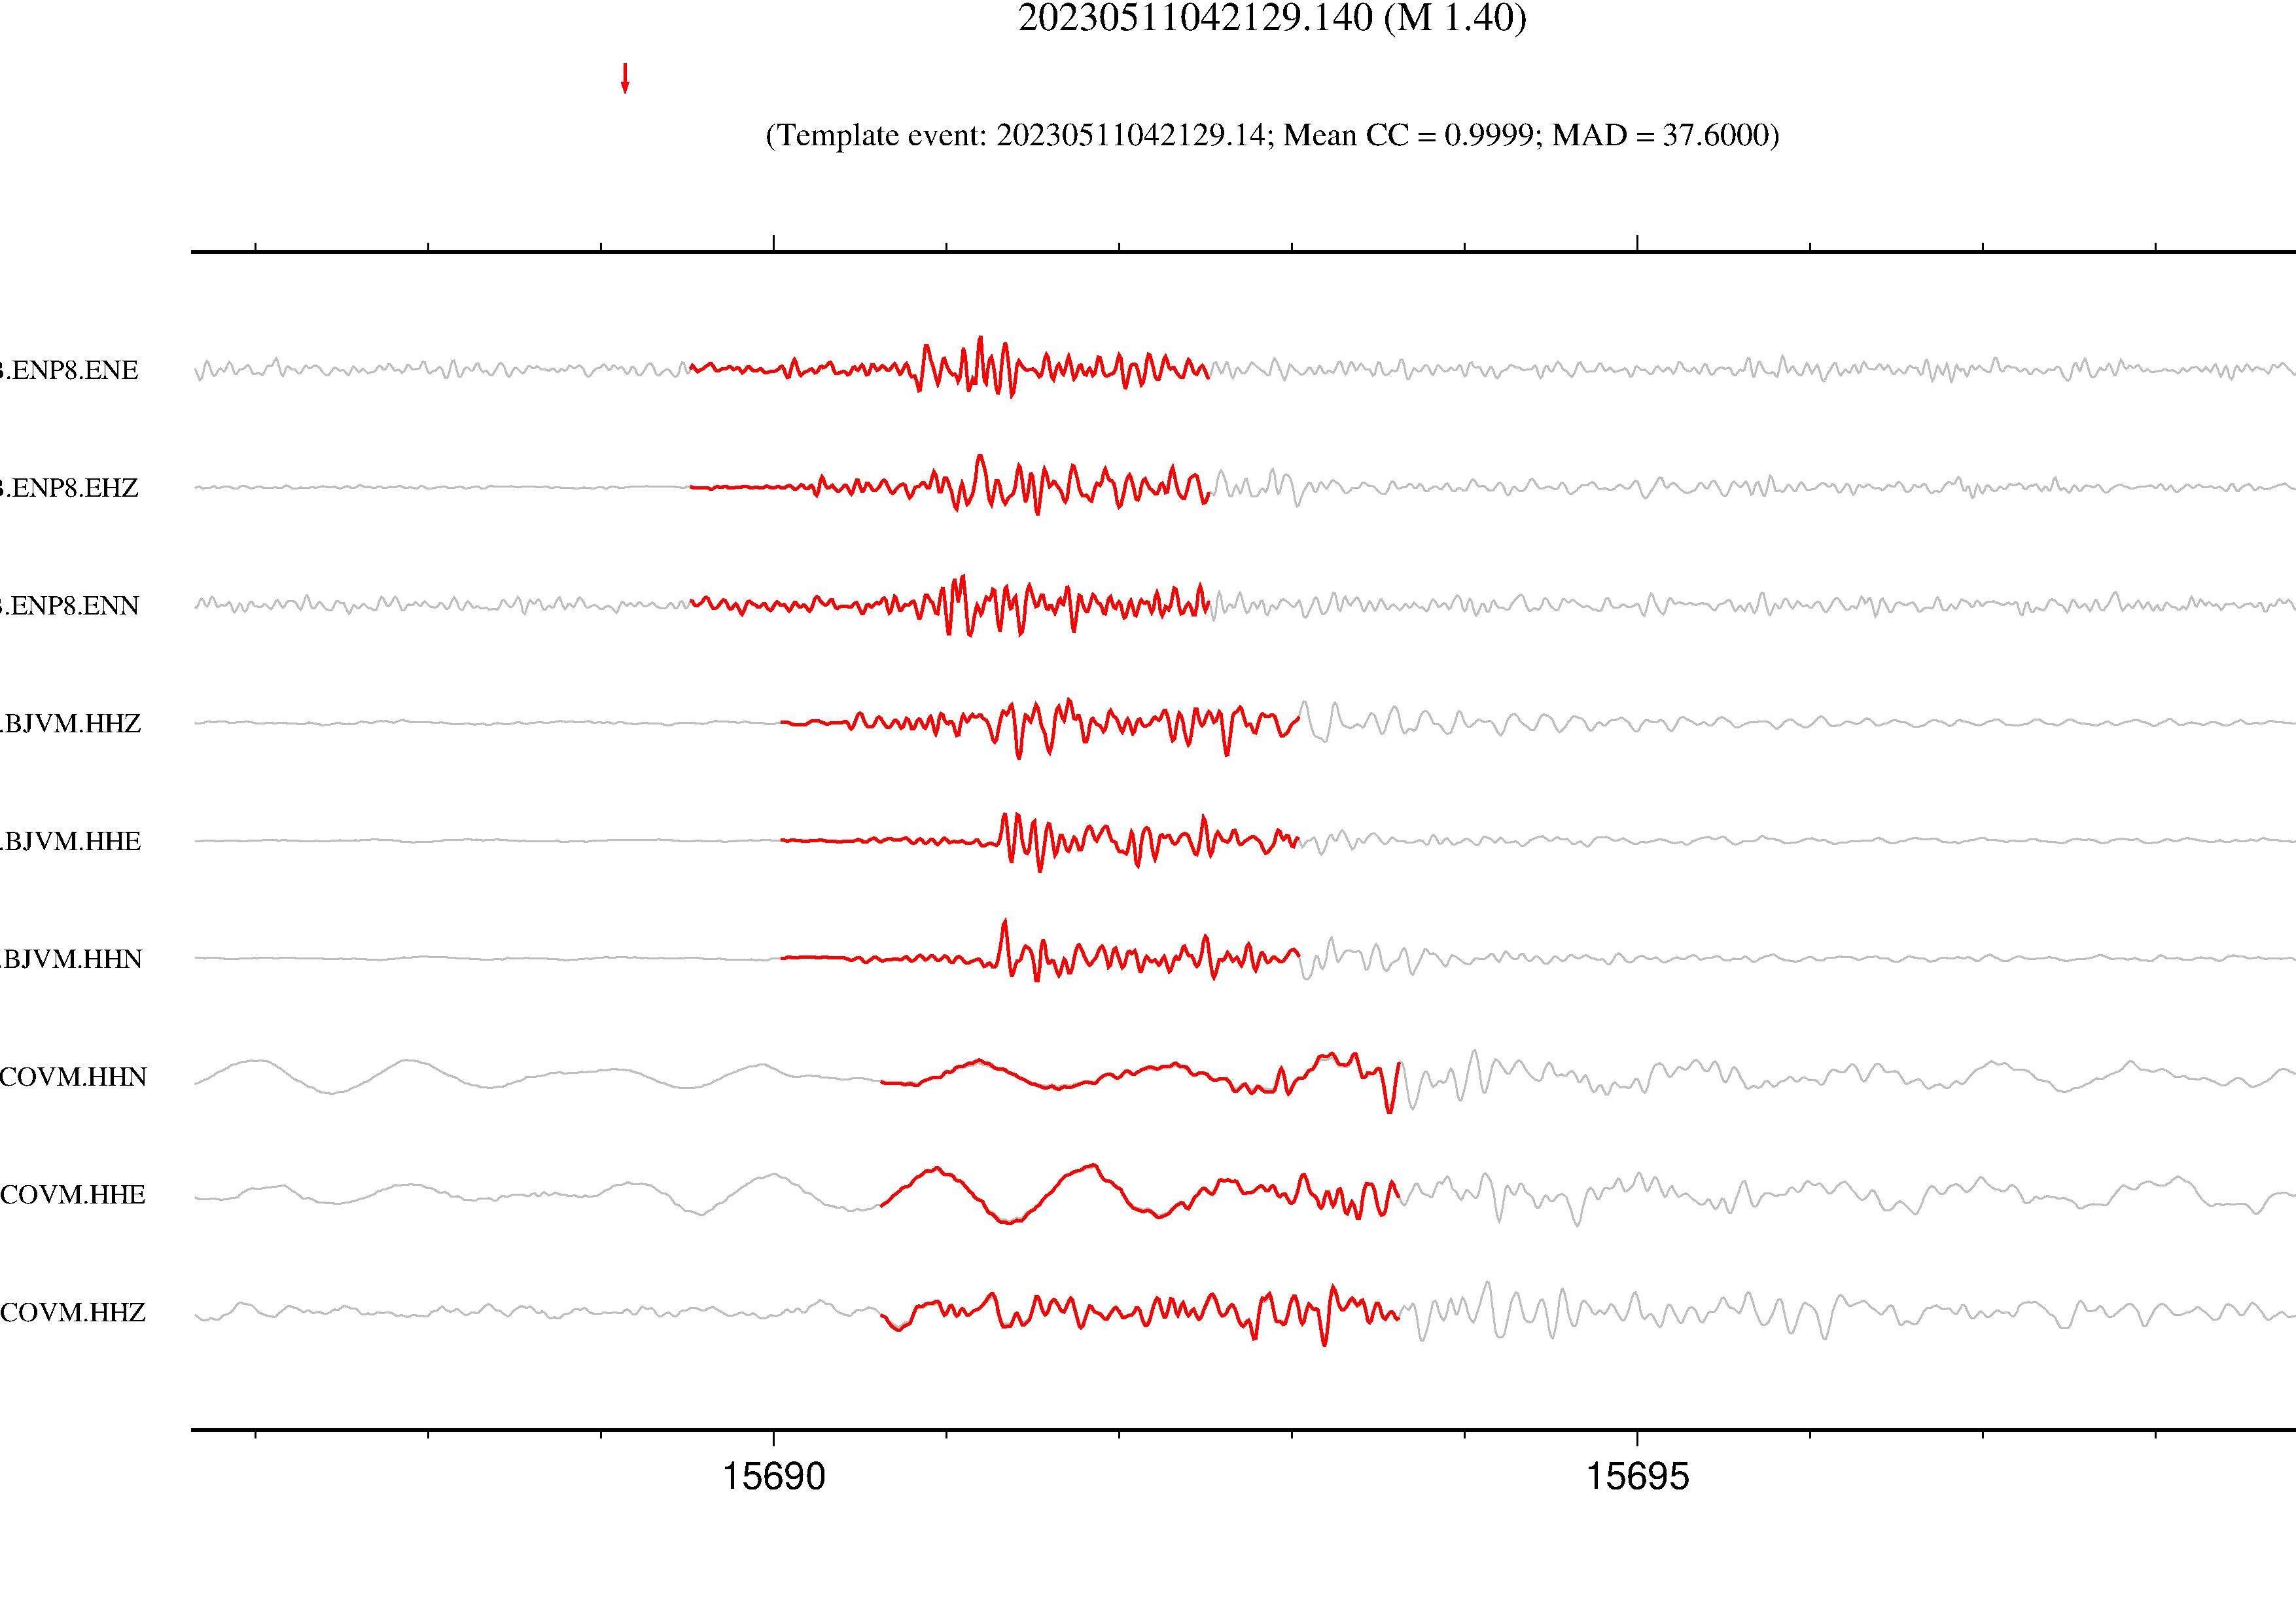 20230511042129.140 (M 1.40)
(Template event: 20230511042129.14; Mean CC = 0.9999; MAD = 37.6000)
.ENP8.ENE
.ENP8.EHZ
.ENP8.ENN
.BJVM.HHZ
.BJVM.HHE
.BJVM.HHN
COVM.HHN
COVM.HHE
COVM.HHZ
15690 15695